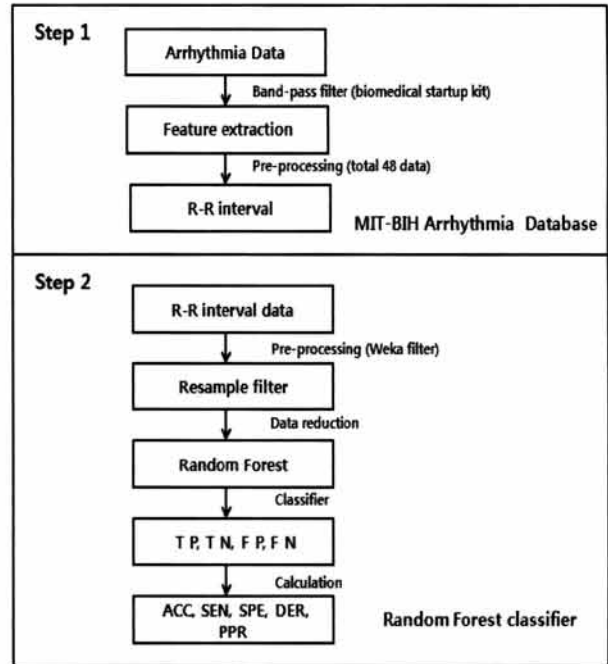 Step 1
Arrhythmia Data
Band-pass filter (biomedical startup kit)
Feature extraction
Pre-processing (total 48 data)
R-R interval
MIT-BIH Arrhythmia Database
Step 2
R-R interval data
Pre-processing (Weka filter)
Resample filter
Data reduction
Random Forest
Classifier
T P, T N, F P, F N
Calculation
ACC, SEN, SPE, DER,
PPR
Random Forest classifier